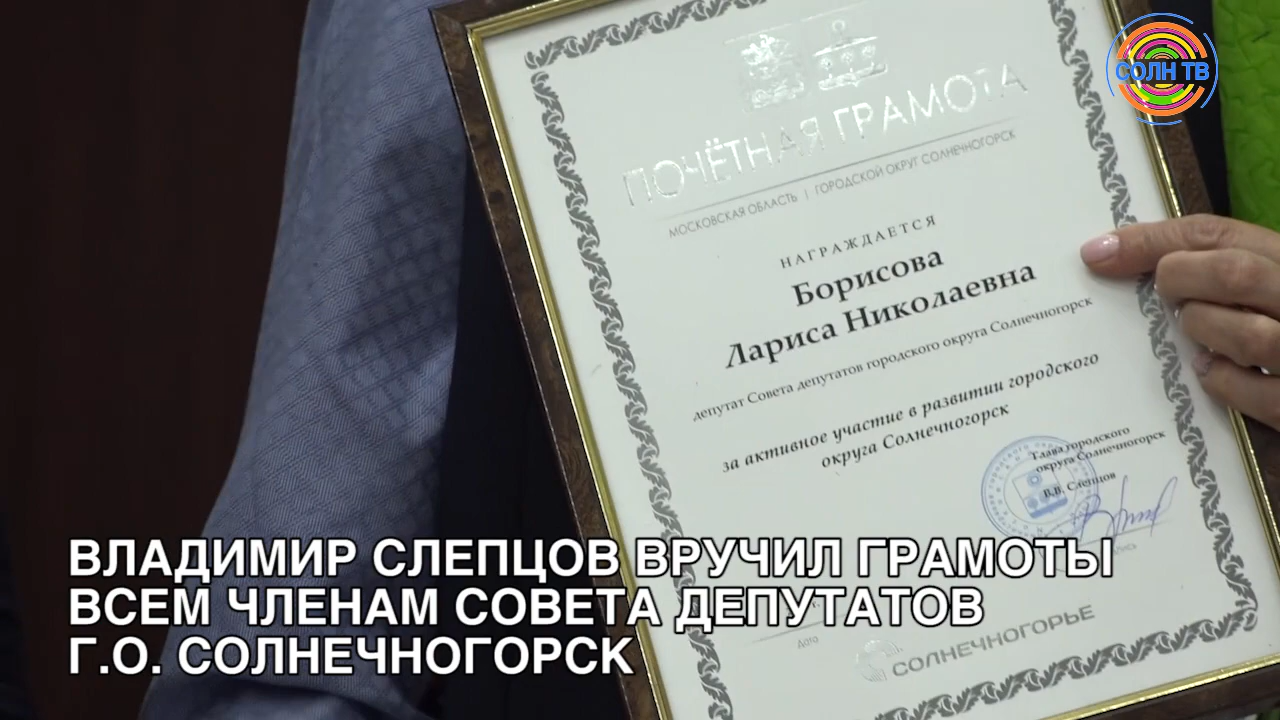 СОЛН ТВ
ПОЧЁТНАЯ ГРАМОТА
МОСКОВСКАЯ ОБЛАСТЬ | ГОРОДСКОЙ ОКРУГ СОЛНЕЧНОГОРСК
НАГРАЖДАЕТСЯ
Борисова
Лариса Николаевна
депутат Совета депутатов городского округа Солнечногорск
за активное участие в развитии городского
округа Солнечногорск
Глава городского
округа Солнечногорск
В.В. Слепцов
Дата
г.
СОЛНЕЧНОГОРЬЕ
ВЛАДИМИР СЛЕПЦОВ ВРУЧИЛ ГРАМОТЫ
ВСЕМ ЧЛЕНАМ СОВЕТА ДЕПУТАТОВ
Г.О. СОЛНЕЧНОГОРСК